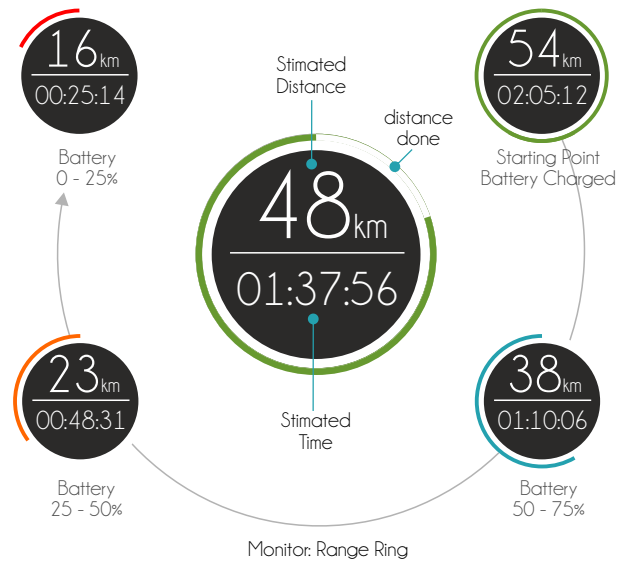 16km
00:25:14
Battery
0 - 25%
Stimated
Distance
distance
done
54km
02:05:12
Starting Point
Battery Charged
48km
01:37:56
Stimated
Time
23km
00:48:31
Battery
25 - 50%
38km
01:10:06
Battery
50 - 75%
Monitor: Range Ring